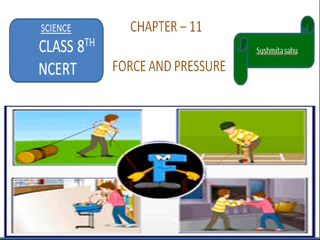 SCIENCE
CLASS 8TH
NCERT
CHAPTER – 11
FORCE AND PRESSURE
Sushmita sahu
F